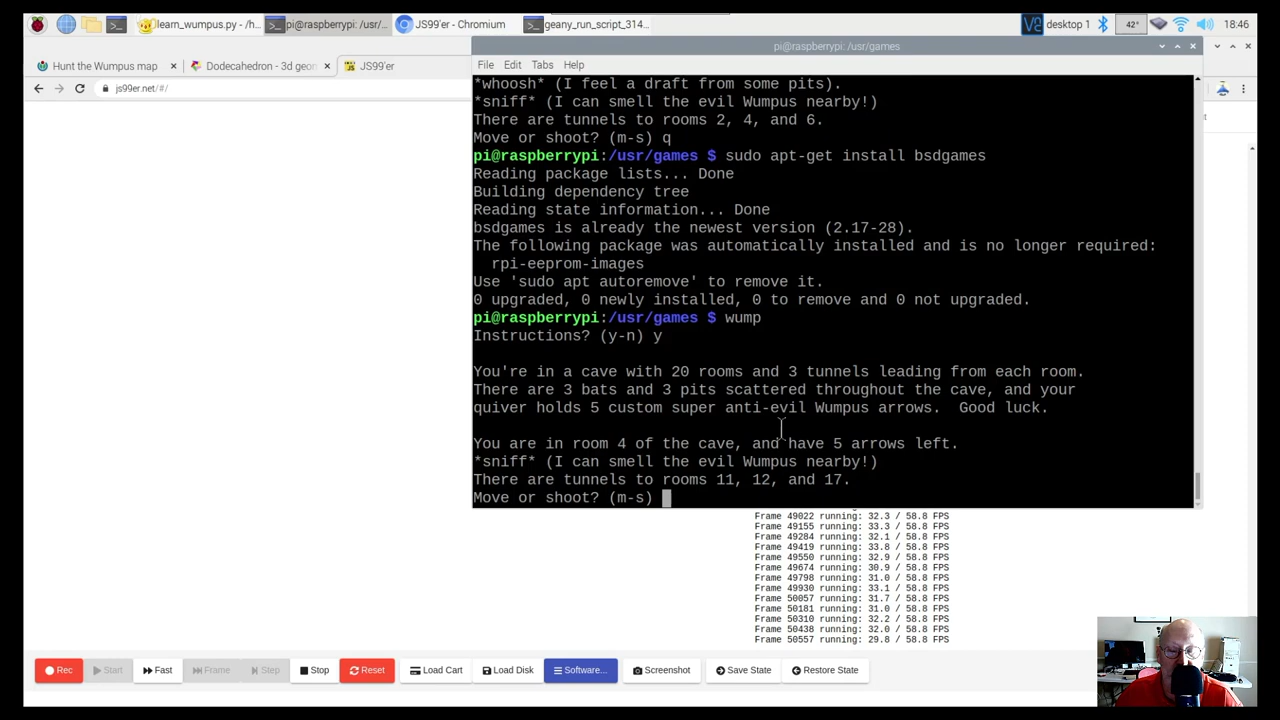 learn_wumpus.py - /h...
pi@raspberrypi: /usr/...
JS99'er - Chromium
geany_run_script_314...
desktop 1
42°
18:46
pi@raspberrypi: /usr/games
Hunt the Wumpus map
Dodecahedron - 3d geom
JS99'er
File Edit Tabs Help
js99er.net/#/
*whoosh* (I feel a draft from some pits).
*sniff* (I can smell the evil Wumpus nearby!)
There are tunnels to rooms 2, 4, and 6.
Move or shoot? (m-s) q
pi@raspberrypi:/usr/games $ sudo apt-get install bsdgames
Reading package lists... Done
Building dependency tree
Reading state information... Done
bsdgames is already the newest version (2.17-28).
The following package was automatically installed and is no longer required:
rpi-eeprom-images
Use 'sudo apt autoremove' to remove it.
0 upgraded, 0 newly installed, 0 to remove and 0 not upgraded.
pi@raspberrypi:/usr/games $ wump
Instructions? (y-n) y
You're in a cave with 20 rooms and 3 tunnels leading from each room.
There are 3 bats and 3 pits scattered throughout the cave, and your
quiver holds 5 custom super anti-evil Wumpus arrows.  Good luck.
You are in room 4 of the cave, and have 5 arrows left.
*sniff* (I can smell the evil Wumpus nearby!)
There are tunnels to rooms 11, 12, and 17.
Move or shoot? (m-s)
Frame 49022 running: 32.3 / 58.8 FPS
Frame 49155 running: 33.3 / 58.8 FPS
Frame 49284 running: 32.1 / 58.8 FPS
Frame 49419 running: 33.8 / 58.8 FPS
Frame 49550 running: 32.9 / 58.8 FPS
Frame 49674 running: 30.9 / 58.8 FPS
Frame 49798 running: 31.0 / 58.8 FPS
Frame 49930 running: 33.1 / 58.8 FPS
Frame 50057 running: 31.7 / 58.8 FPS
Frame 50181 running: 31.0 / 58.8 FPS
Frame 50310 running: 32.2 / 58.8 FPS
Frame 50438 running: 32.0 / 58.8 FPS
Frame 50557 running: 29.8 / 58.8 FPS
Rec Start Fast Frame Step Stop Reset Load Cart Load Disk Software... Screenshot Save State Restore State